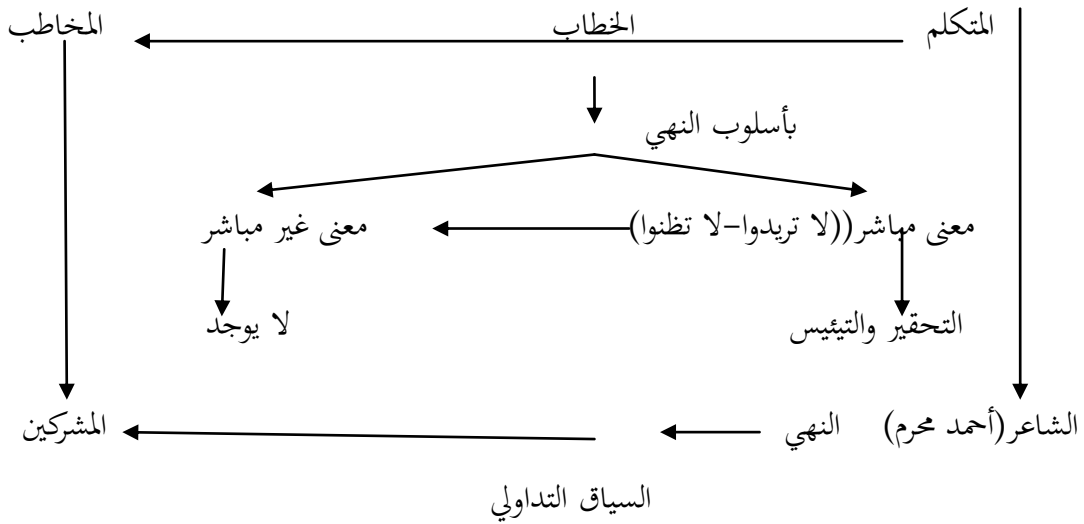 المتكلم الخطاب المخاطب
بأسلوب النهي
معنى مباشر((لا تريدوا-لا تظنوا) معنى غير مباشر
التحقير والتيئيس لا يوجد
الشاعر(أحمد محرم) النهي المشركين
السياق التداولي